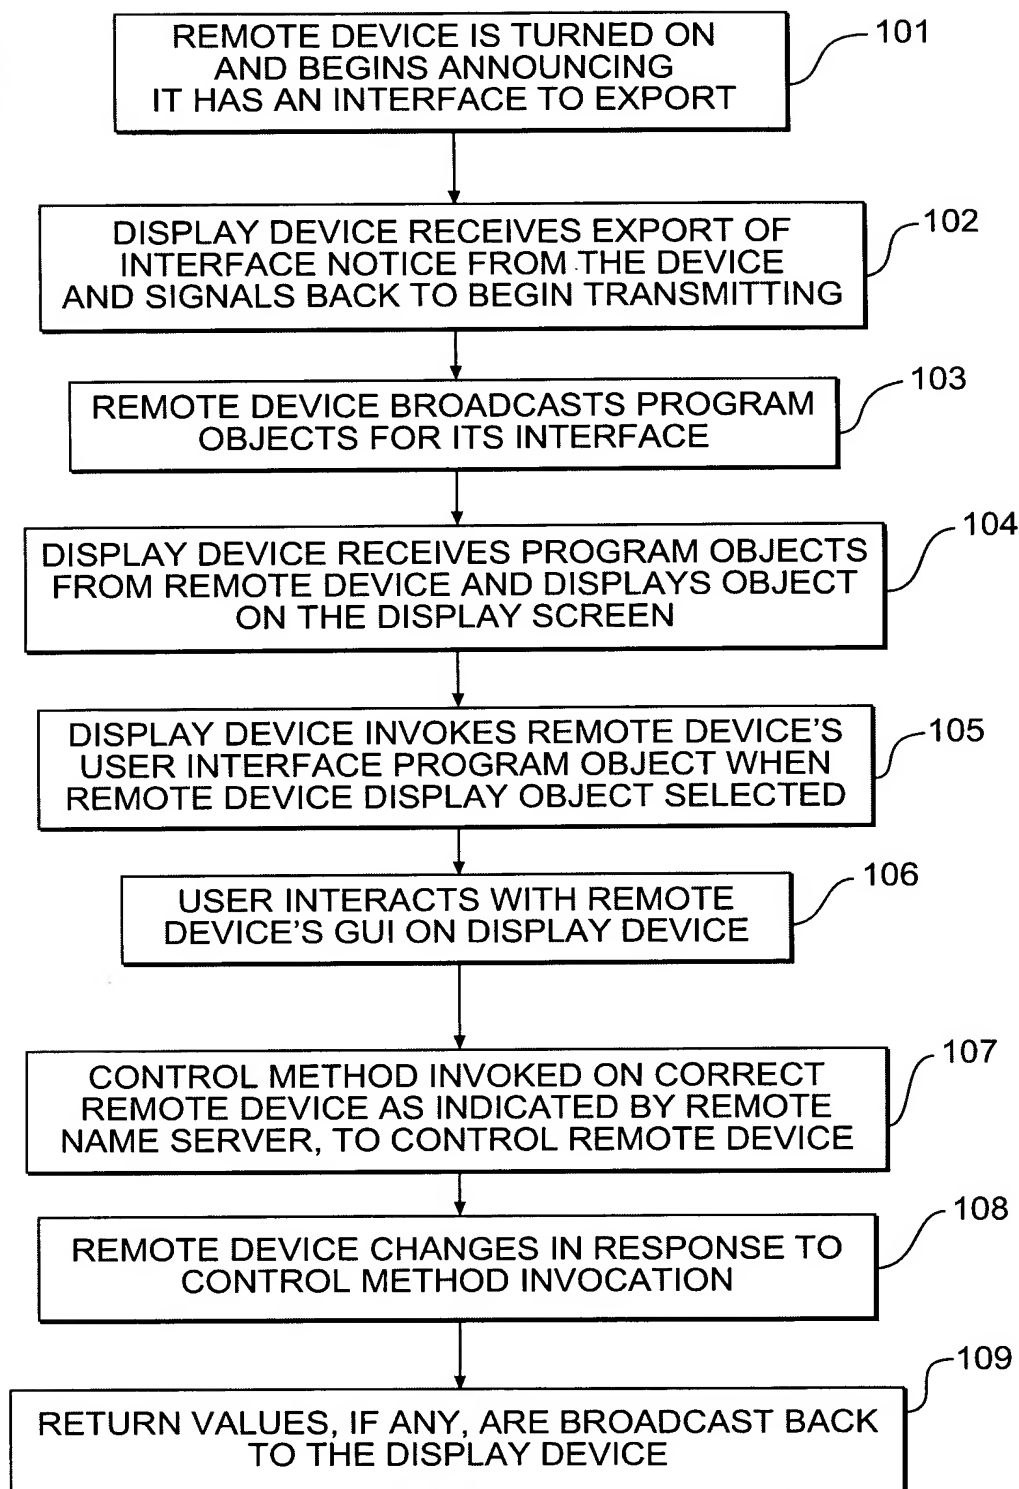 REMOTE DEVICE IS TURNED ON
AND BEGINS ANNOUNCING
IT HAS AN INTERFACE TO EXPORT
101
DISPLAY DEVICE RECEIVES EXPORT OF
INTERFACE NOTICE FROM THE DEVICE
AND SIGNALS BACK TO BEGIN TRANSMITTING
102
REMOTE DEVICE BROADCASTS PROGRAM
OBJECTS FOR ITS INTERFACE
103
DISPLAY DEVICE RECEIVES PROGRAM OBJECTS
FROM REMOTE DEVICE AND DISPLAYS OBJECT
ON THE DISPLAY SCREEN
104
DISPLAY DEVICE INVOKES REMOTE DEVICE'S
USER INTERFACE PROGRAM OBJECT WHEN
REMOTE DEVICE DISPLAY OBJECT SELECTED
105
USER INTERACTS WITH REMOTE
DEVICE'S GUI ON DISPLAY DEVICE
106
CONTROL METHOD INVOKED ON CORRECT
REMOTE DEVICE AS INDICATED BY REMOTE
NAME SERVER, TO CONTROL REMOTE DEVICE
107
REMOTE DEVICE CHANGES IN RESPONSE TO
CONTROL METHOD INVOCATION
108
RETURN VALUES, IF ANY, ARE BROADCAST BACK
TO THE DISPLAY DEVICE
109